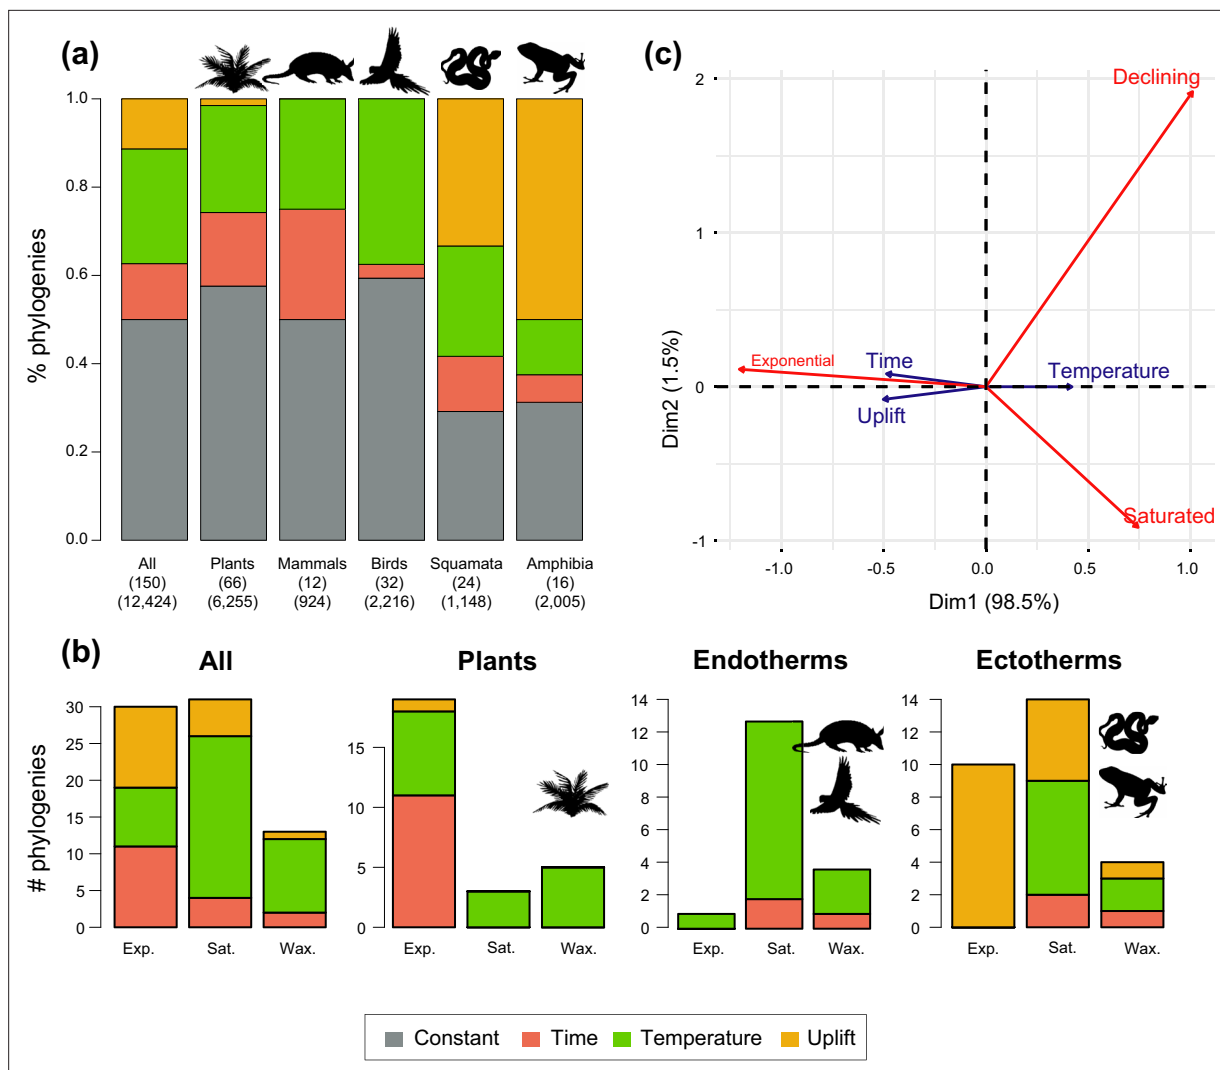 (a)
(c)
% phylogenies
1.0
0.8
0.6
0.4
0.2
0.0
All
(150)
(12,424)
Plants
(66)
(6,255)
Mammals
(12)
(924)
Birds
(32)
(2,216)
Squamata
(24)
(1,148)
Amphibia
(16)
(2,005)
Dim2 (1.5%)
2
1
0
-1
Declining
Exponential
Time
Temperature
Uplift
Saturated
-1.0
-0.5
0.0
0.5
1.0
Dim1 (98.5%)
(b)
# phylogenies
All
30
25
20
15
10
5
0
Exp.
Sat.
Wax.
Plants
15
10
5
0
Exp.
Sat.
Wax.
Endotherms
14
12
10
8
6
4
2
0
Exp.
Sat.
Wax.
Ectotherms
14
12
10
8
6
4
2
0
Exp.
Sat.
Wax.
Constant
Time
Temperature
Uplift